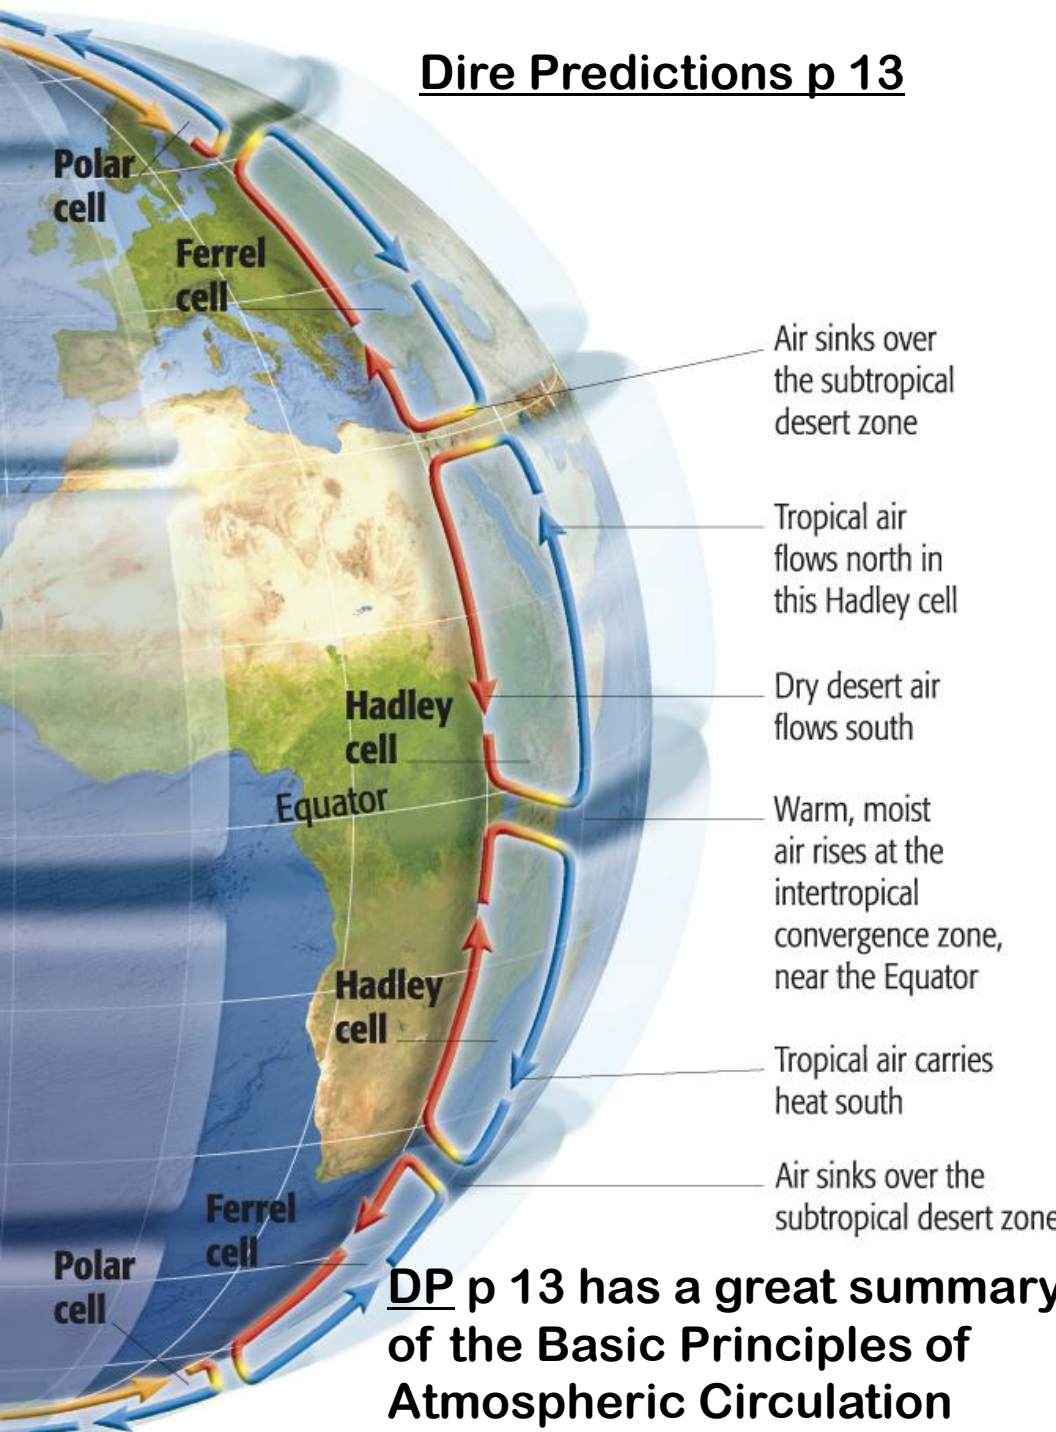 Dire Predictions p 13
Polar
cell
Ferrel
cell
Air sinks over
the subtropical
desert zone
Tropical air
flows north in
this Hadley cell
Dry desert air
flows south
Hadley
cell
Equator
Warm, moist
air rises at the
intertropical
convergence zone,
near the Equator
Hadley
cell
Tropical air carries
heat south
Air sinks over the
subtropical desert zone
Ferrel
cell
Polar
cell
DP p 13 has a great summary
of the Basic Principles of
Atmospheric Circulation